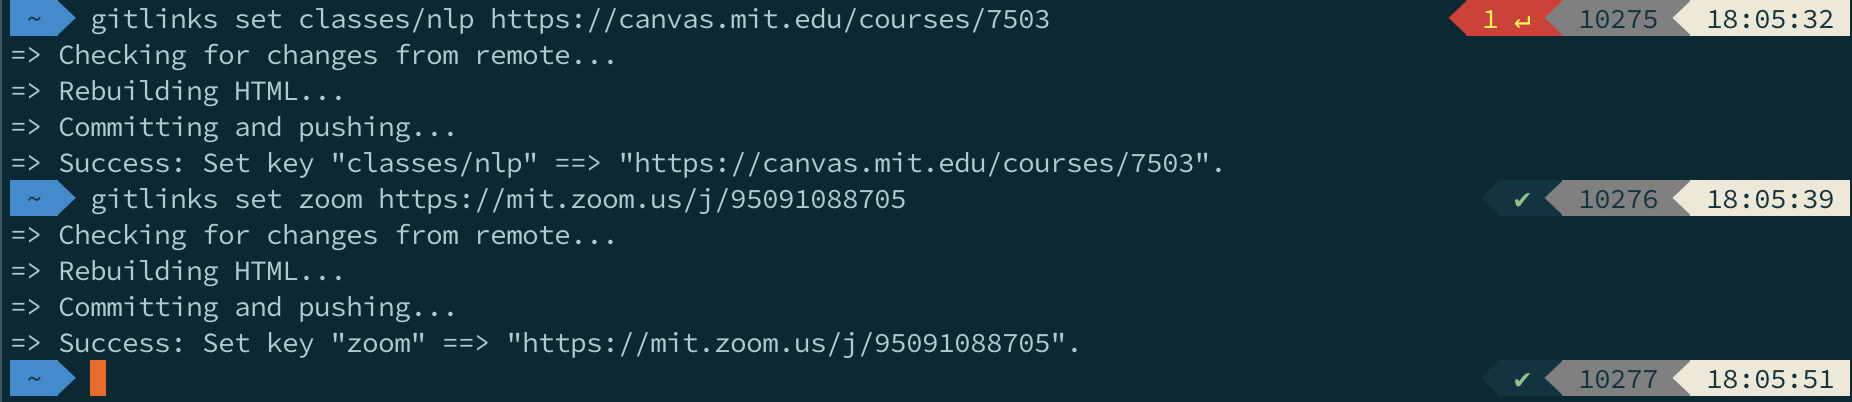 ~ gitlinks set classes/nlp https://canvas.mit.edu/courses/7503 1 ↵ 10275 18:05:32
=> Checking for changes from remote...
=> Rebuilding HTML...
=> Committing and pushing...
=> Success: Set key "classes/nlp" ==> "https://canvas.mit.edu/courses/7503".
~ gitlinks set zoom https://mit.zoom.us/j/95091088705 ✔ 10276 18:05:39
=> Checking for changes from remote...
=> Rebuilding HTML...
=> Committing and pushing...
=> Success: Set key "zoom" ==> "https://mit.zoom.us/j/95091088705".
~ ✔ 10277 18:05:51